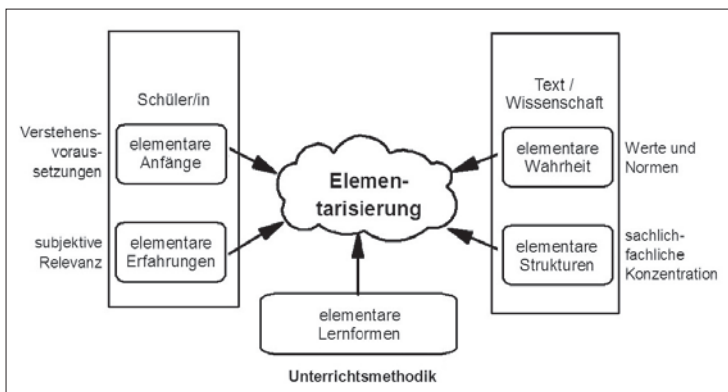 Schüler/in
Verstehens-
voraus-
setzungen
elementare
Anfänge
subjektive
Relevanz
elementare
Erfahrungen
Elemen-
tarisierung
Text /
Wissenschaft
elementare
Wahrheit
Werte und
Normen
elementare
Strukturen
sachlich-
fachliche
Konzentration
elementare
Lernformen
Unterrichtsmethodik